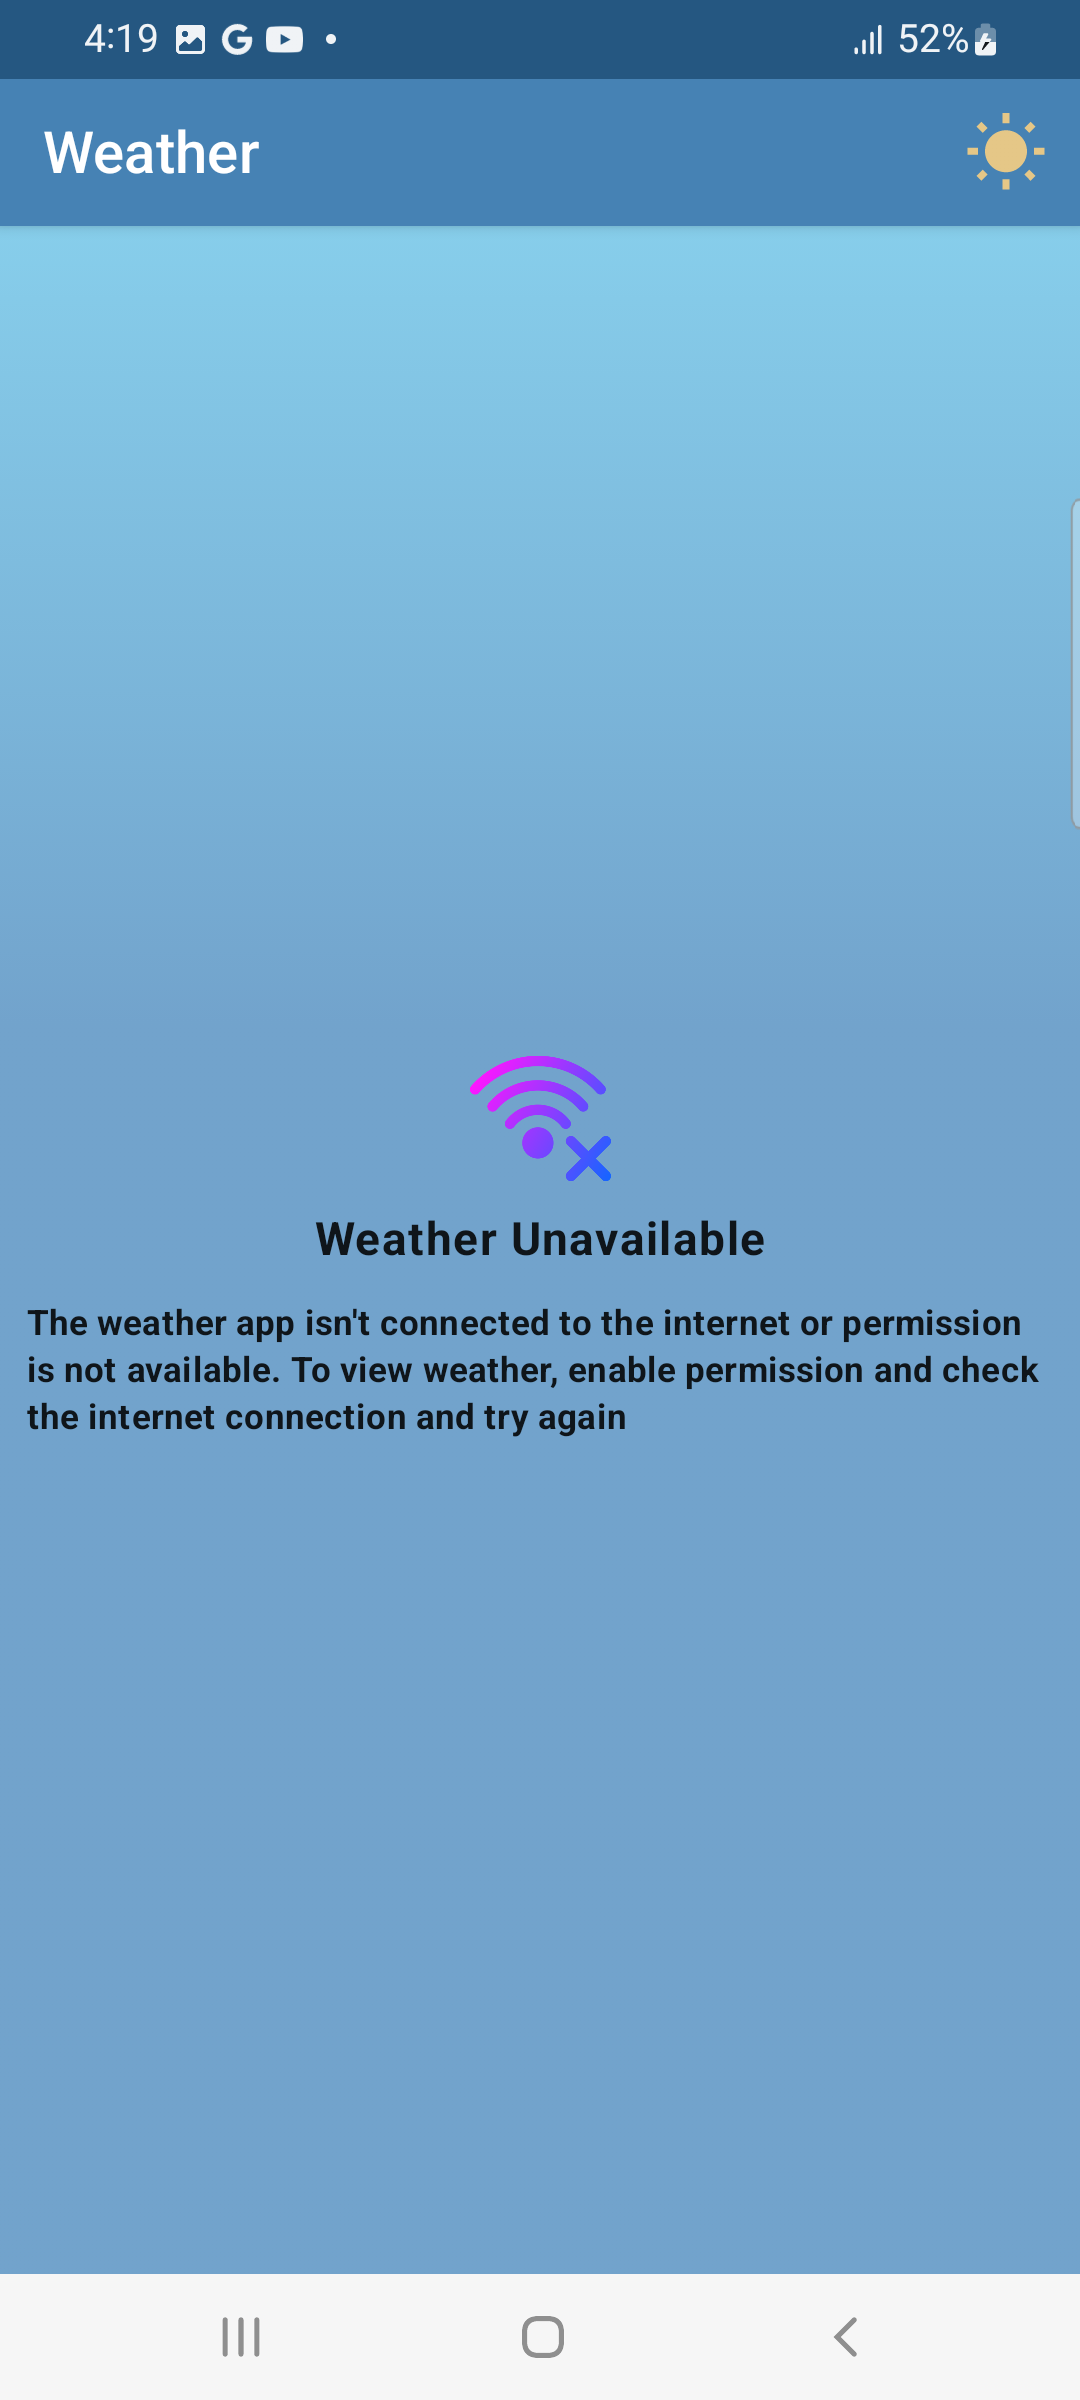 4:19
52%
Weather
Weather Unavailable
The weather app isn't connected to the internet or permission
is not available. To view weather, enable permission and check
the internet connection and try again